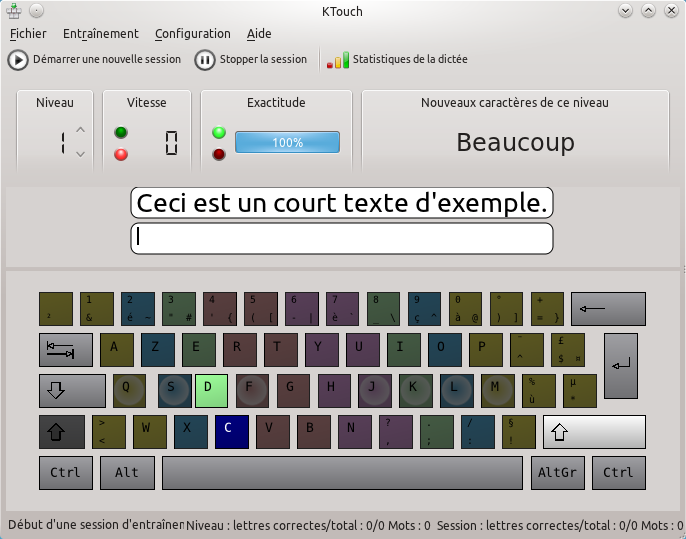 KTouch
Fichier Entraînement Configuration Aide
Démarrer une nouvelle session Stopper la session Statistiques de la dictée
Niveau Vitesse Exactitude Nouveaux caractères de ce niveau
1 0 100% Beaucoup
Ceci est un court texte d'exemple.
² 1 & 2 é ~ 3 " # 4 ' { 5 ( [ 6 - | 7 è ` 8 _ \ 9 ç ^ 0 à @ ° ) ] + = }
A Z E R T Y U I O P ¨ ^ £ $ ¤
Q S D F G H J K L M % ù µ *
> < W X C V B N ? , . ; / : § !
Ctrl Alt AltGr Ctrl
Début d'une session d'entraîner Niveau : lettres correctes/total : 0/0 Mots : 0 Session : lettres correctes/total : 0/0 Mots : 0